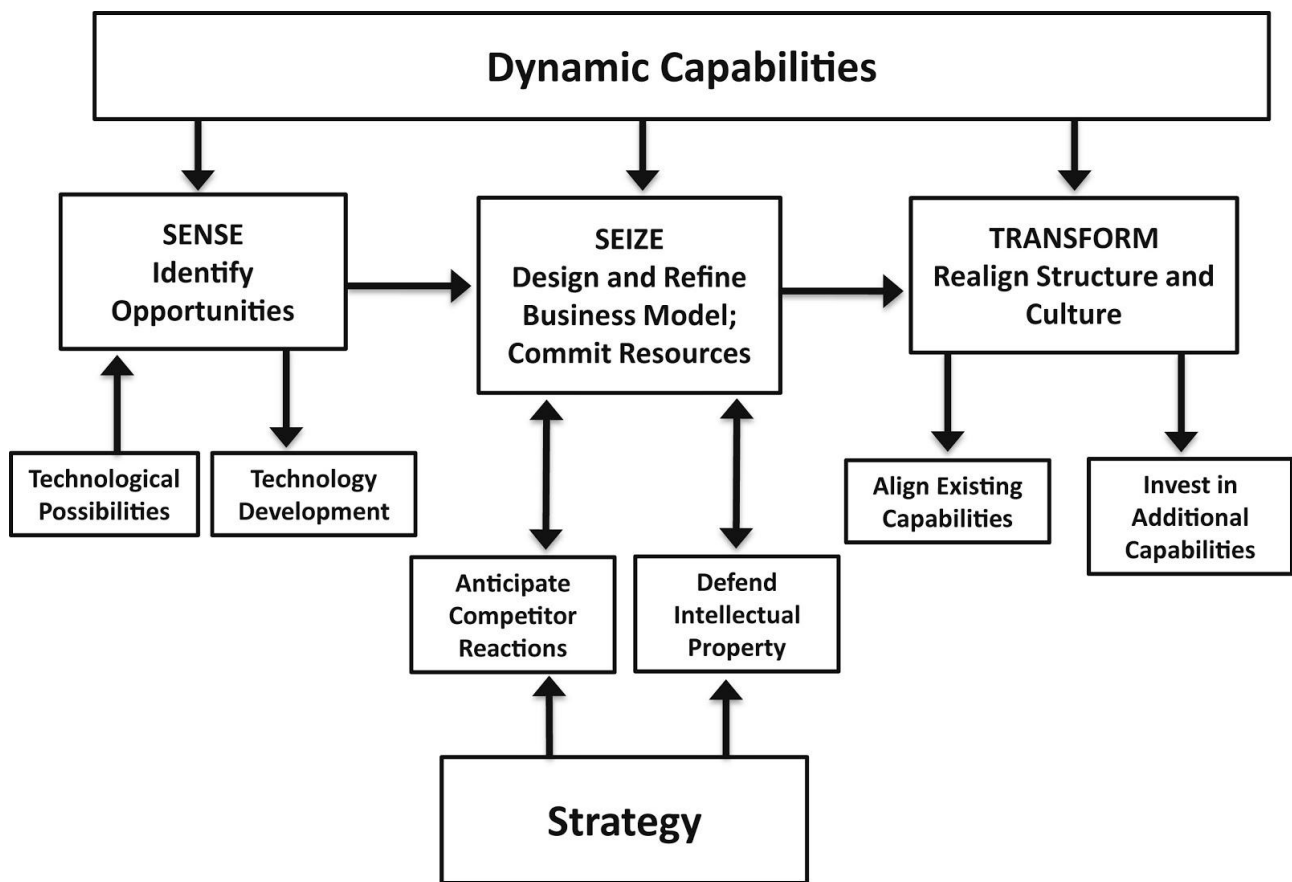 Dynamic Capabilities
SENSE
Identify
Opportunities
SEIZE
Design and Refine
Business Model;
Commit Resources
TRANSFORM
Realign Structure and
Culture
Technological
Possibilities
Technology
Development
Anticipate
Competitor
Reactions
Defend
Intellectual
Property
Align Existing
Capabilities
Invest in
Additional
Capabilities
Strategy